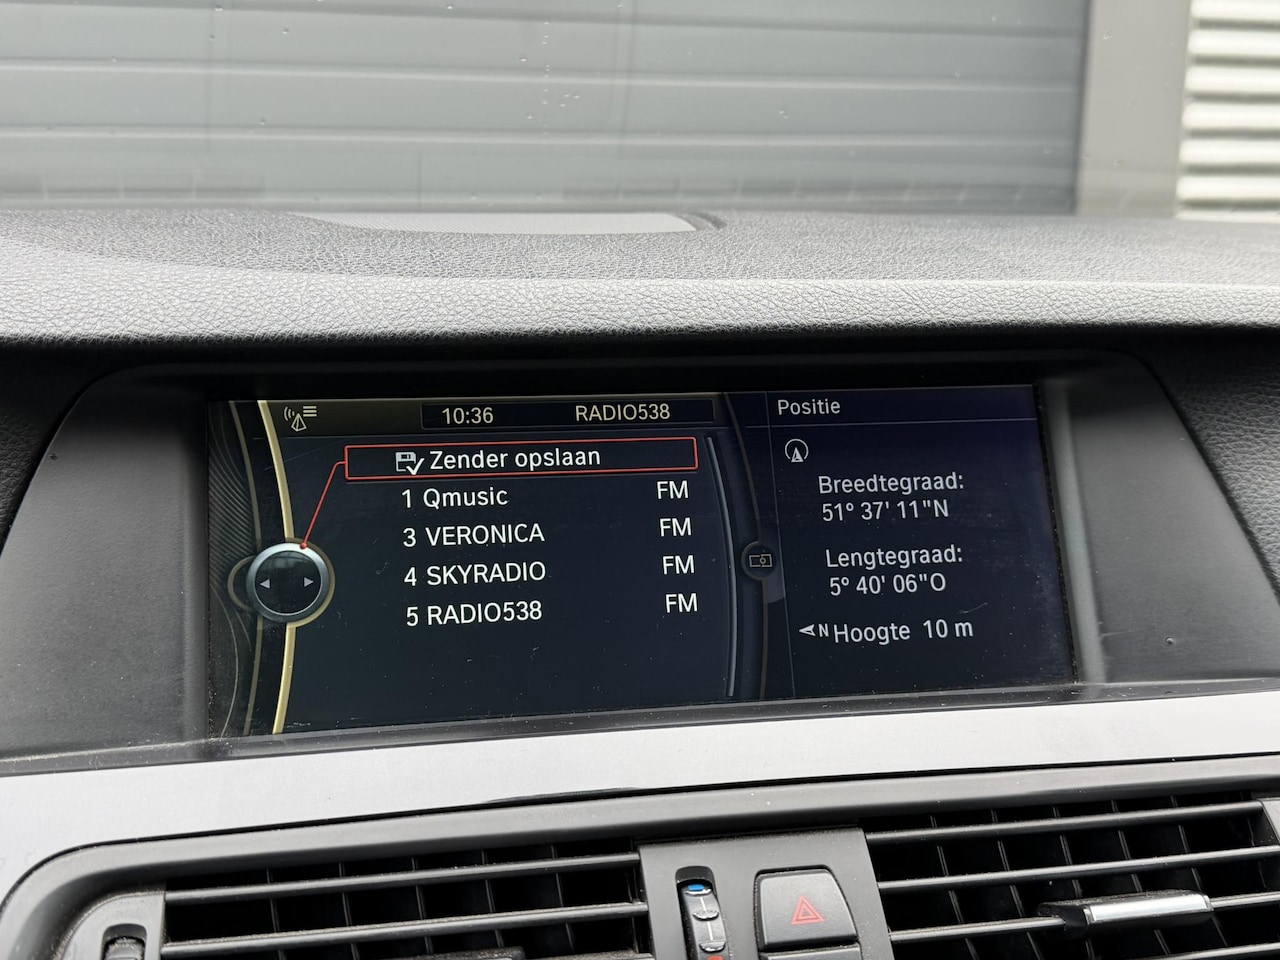 10:36 RADIO538
Zender opslaan
1 Qmusic FM
3 VERONICA FM
4 SKYRADIO FM
5 RADIO538 FM
Positie
Breedtegraad:
51° 37' 11"N
Lengtegraad:
5° 40' 06"O
N Hoogte 10 m